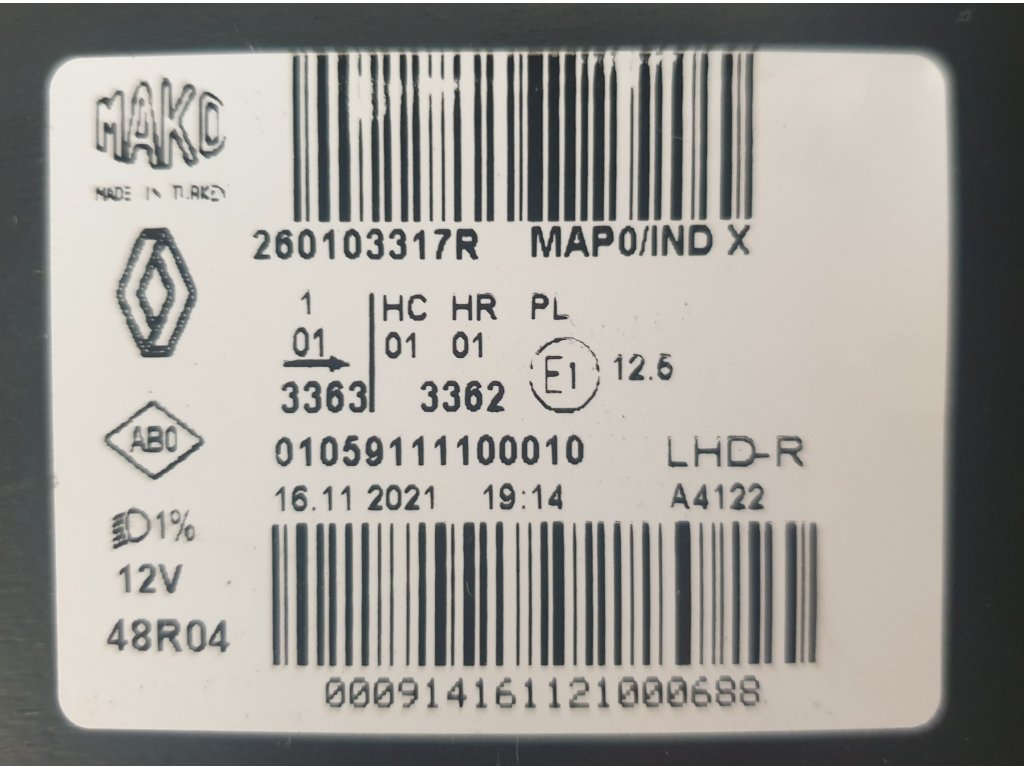 MAKO
MADE IN TURKEY
260103317R MAP0/IND X
1 HC HR PL
01 01 01
3363 3362 E1 12.5
01059111100010 LHD-R
ABO
16.11 2021 19:14 A4122
1%
12V
48R04
000914161121000688